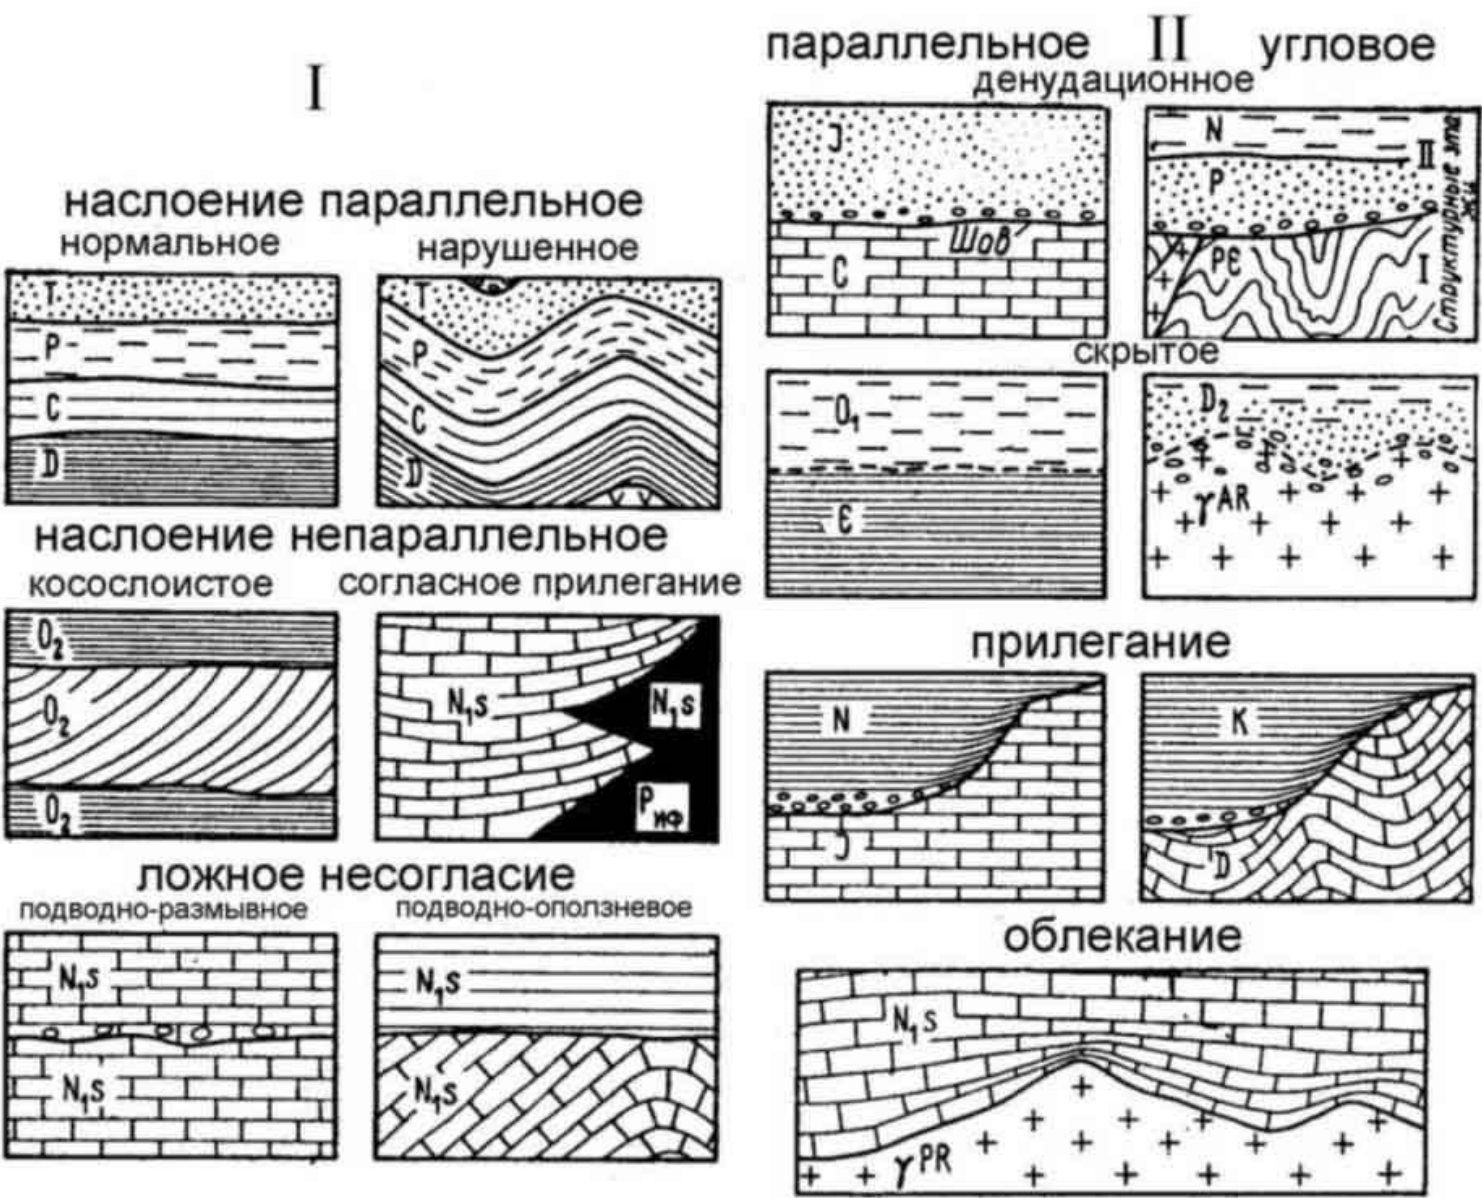 I
наслоение параллельное
нормальное нарушенное
T
P
C
D
T
P
C
D
наслоение непараллельное
косослоистое согласное прилегание
O₂
O₂
O₂
N₁s
N₁s
Pиф
ложное несогласие
подводно-размывное подводно-оползневое
N₁s
N₁s
N₁s
N₁s
параллельное II угловое
денудационное
J
Шов
C
N
P
PЄ
II
I
Структурные эта
жи
скрытое
O₁
Є
D₂
γAR
прилегание
N
J
K
D
облекание
N₁s
γPR